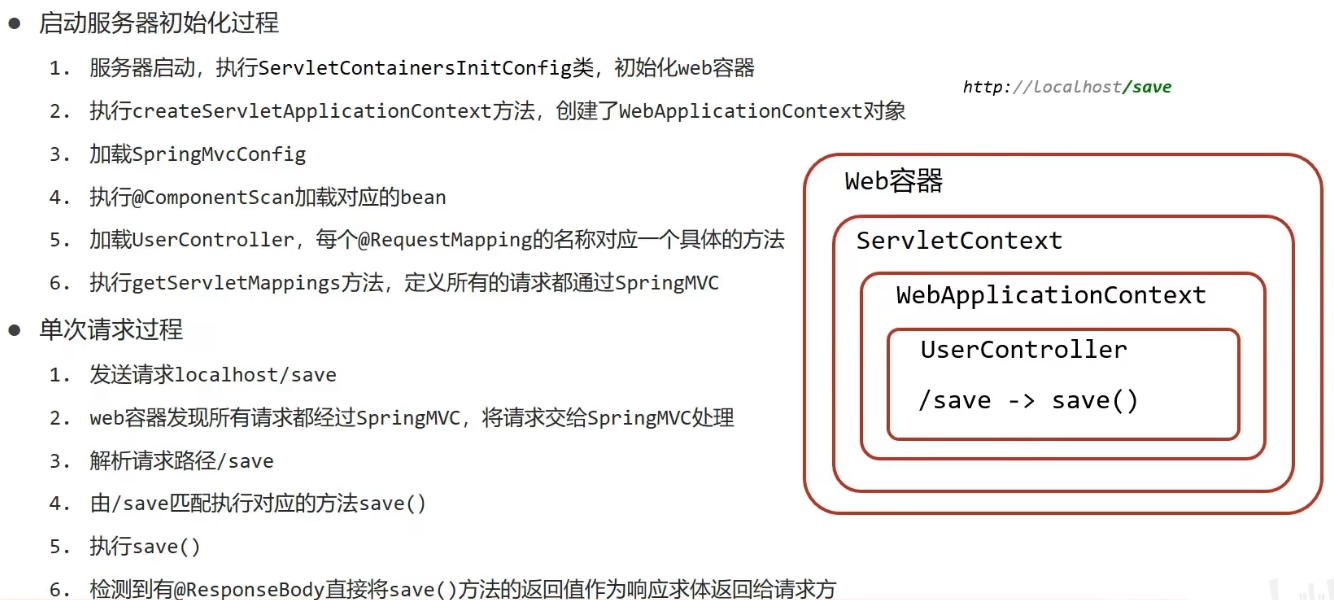 ● 启动服务器初始化过程
1. 服务器启动，执行ServletContainersInitConfig类，初始化web容器
2. 执行createServletApplicationContext方法，创建了WebApplicationContext对象
3. 加载SpringMvcConfig
4. 执行@ComponentScan加载对应的bean
5. 加载UserController，每个@RequestMapping的名称对应一个具体的方法
6. 执行getServletMappings方法，定义所有的请求都通过SpringMVC
● 单次请求过程
1. 发送请求localhost/save
2. web容器发现所有请求都经过SpringMVC，将请求交给SpringMVC处理
3. 解析请求路径/save
4. 由/save匹配执行对应的方法save()
5. 执行save()
6. 检测到有@ResponseBody直接将save()方法的返回值作为响应求体返回给请求方
http://localhost/save
Web容器
ServletContext
WebApplicationContext
UserController
/save -> save()